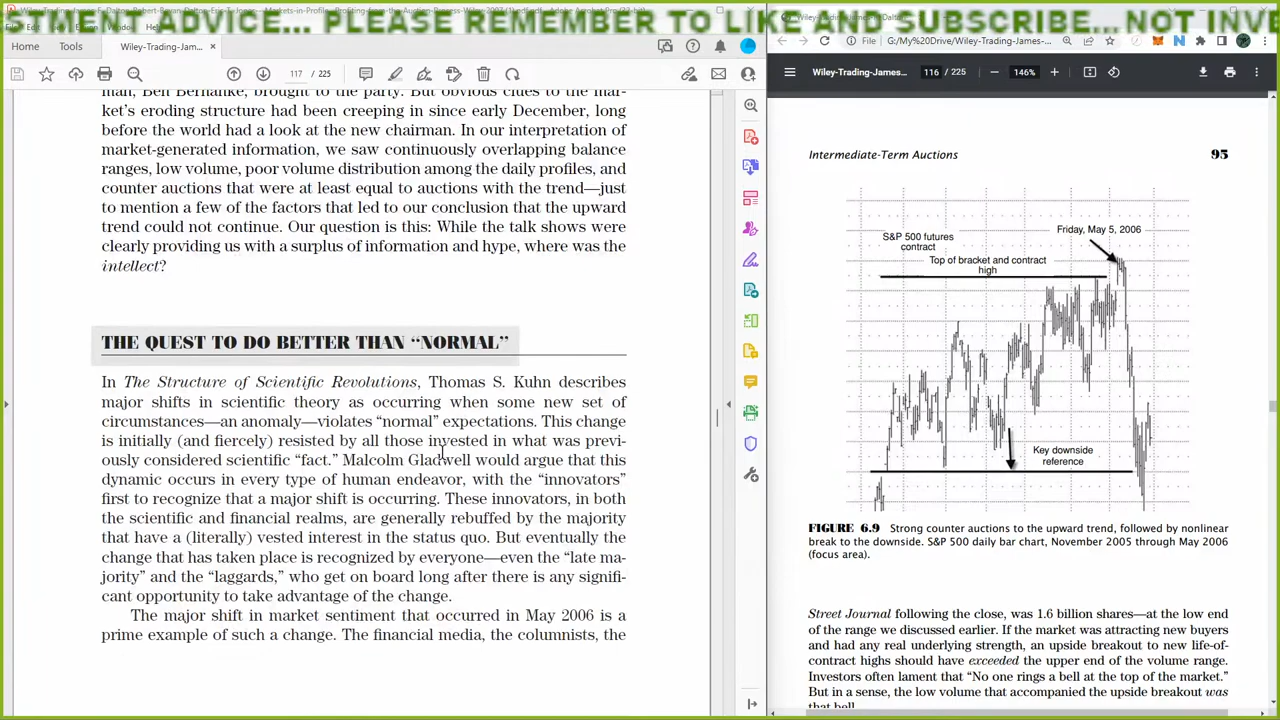 ADVICE... PLEASE REMEMBER TO LIKE A SUBSCRIBE... NOT INVE
Home
Tools
Wiley-Trading-Jam...
117 / 225
man, Ben Bernanke, brought to the party. But obvious clues to the mar-
ket's eroding structure had been creeping in since early December, long
before the world had a look at the new chairman. In our interpretation of
market-generated information, we saw continuously overlapping balance
ranges, low volume, poor volume distribution among the daily profiles, and
counter auctions that were at least equal to auctions with the trend—just
to mention a few of the factors that led to our conclusion that the upward
trend could not continue. Our question is this: While the talk shows were
clearly providing us with a surplus of information and hype, where was the
intellect?
THE QUEST TO DO BETTER THAN “NORMAL”
In The Structure of Scientific Revolutions, Thomas S. Kuhn describes
major shifts in scientific theory as occurring when some new set of
circumstances—an anomaly—violates “normal” expectations. This change
is initially (and fiercely) resisted by all those invested in what was previ-
ously considered scientific “fact.” Malcolm Gladwell would argue that this
dynamic occurs in every type of human endeavor, with the “innovators”
first to recognize that a major shift is occurring. These innovators, in both
the scientific and financial realms, are generally rebuffed by the majority
that have a (literally) vested interest in the status quo. But eventually the
change that has taken place is recognized by everyone—even the “late ma-
jority” and the “laggards,” who get on board long after there is any signifi-
cant opportunity to take advantage of the change.
The major shift in market sentiment that occurred in May 2006 is a
prime example of such a change. The financial media, the columnists, the
File
G:/My%20Drive/Wiley-Trading-James-...
Wiley-Trading-James...
116 / 225
146%
Intermediate-Term Auctions 95
S&P 500 futures
contract
Friday, May 5, 2006
Top of bracket and contract
high
Key downside
reference
FIGURE 6.9 Strong counter auctions to the upward trend, followed by nonlinear
break to the downside. S&P 500 daily bar chart, November 2005 through May 2006
(focus area).
Street Journal following the close, was 1.6 billion shares—at the low end
of the range we discussed earlier. If the market was attracting new buyers
and had any real underlying strength, an upside breakout to new life-of-
contract highs should have exceeded the upper end of the volume range.
Investors often lament that “No one rings a bell at the top of the market.”
But in a sense, the low volume that accompanied the upside breakout was
that bell.